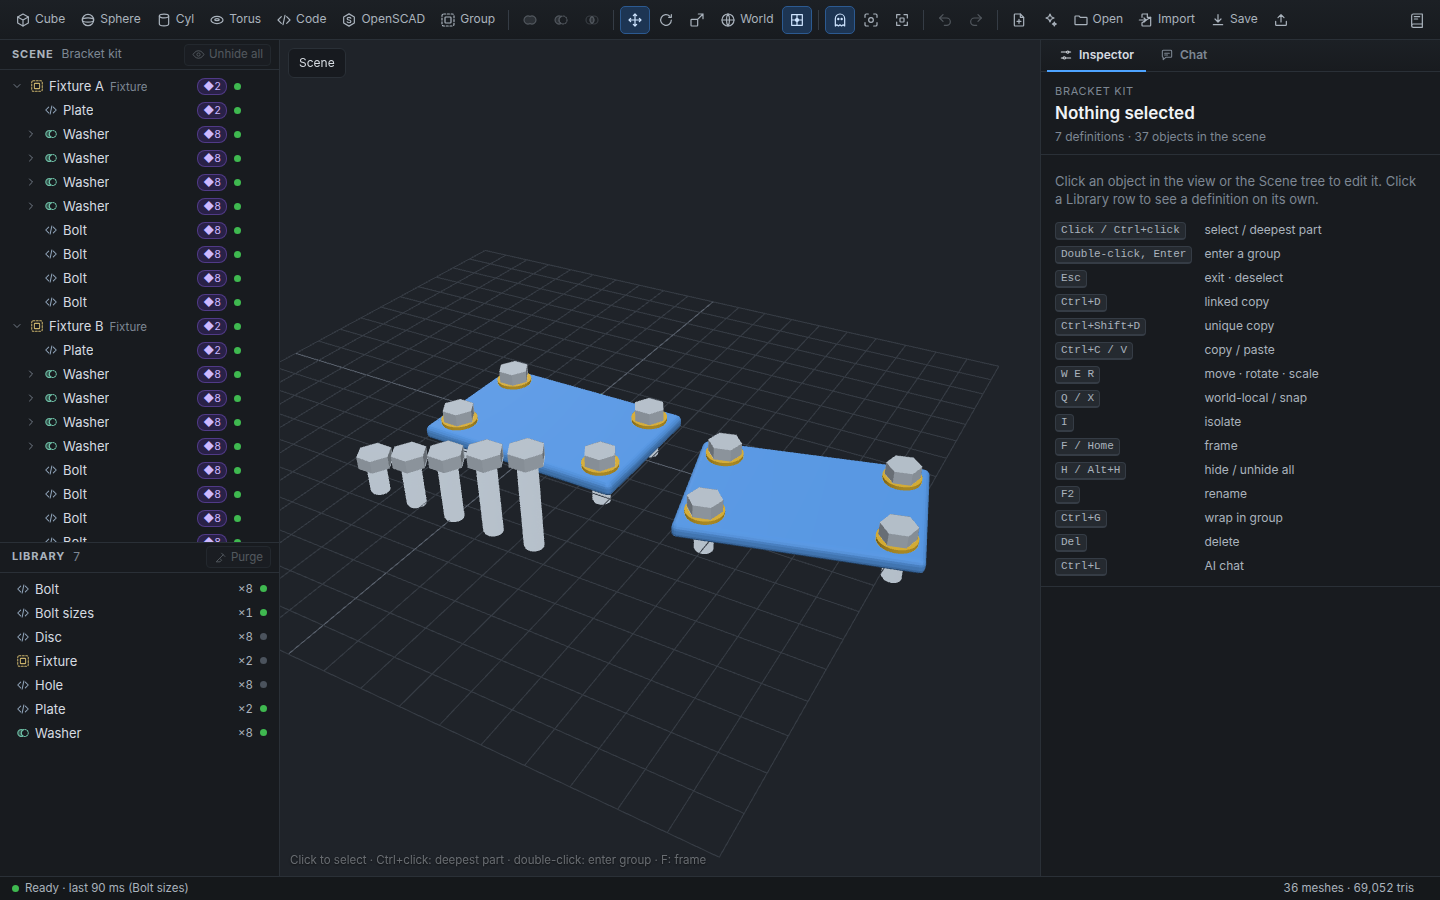 Cube Sphere Cyl Torus Code OpenSCAD Group World Open Import Save
SCENE Bracket kit Unhide all
Fixture A Fixture 2
Plate 2
Washer 8
Washer 8
Washer 8
Washer 8
Bolt 8
Bolt 8
Bolt 8
Bolt 8
Fixture B Fixture 2
Plate 2
Washer 8
Washer 8
Washer 8
Washer 8
Bolt 8
Bolt 8
Bolt 8
Bolt 8
LIBRARY 7 Purge
Bolt ×8
Bolt sizes ×1
Disc ×8
Fixture ×2
Hole ×8
Plate ×2
Washer ×8
Scene
Click to select · Ctrl+click: deepest part · double-click: enter group · F: frame
Inspector Chat
BRACKET KIT
Nothing selected
7 definitions · 37 objects in the scene
Click an object in the view or the Scene tree to edit it. Click
a Library row to see a definition on its own.
Click / Ctrl+click select / deepest part
Double-click, Enter enter a group
Esc exit · deselect
Ctrl+D linked copy
Ctrl+Shift+D unique copy
Ctrl+C / V copy / paste
W E R move · rotate · scale
Q / X world-local / snap
I isolate
F / Home frame
H / Alt+H hide / unhide all
F2 rename
Ctrl+G wrap in group
Del delete
Ctrl+L AI chat
Ready · last 90 ms (Bolt sizes)
36 meshes · 69,052 tris